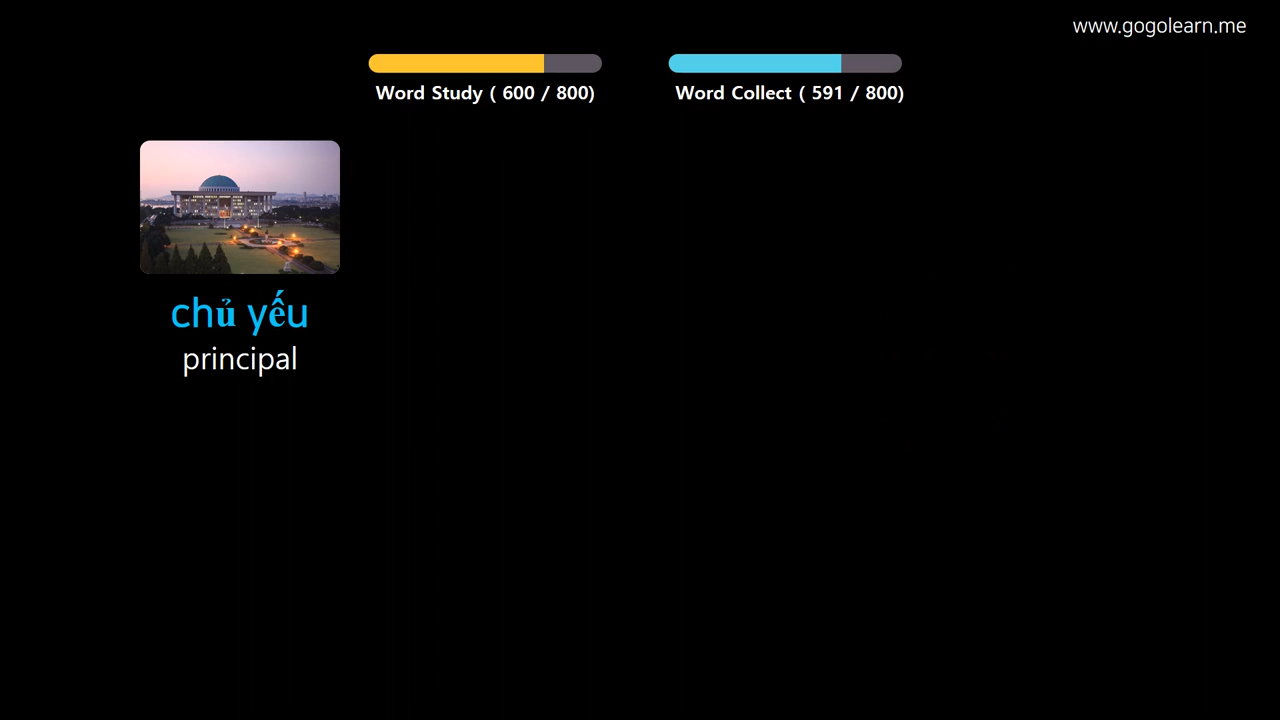 www.gogolearn.me
Word Study ( 600 / 800)
Word Collect ( 591 / 800)
chủ yếu
principal